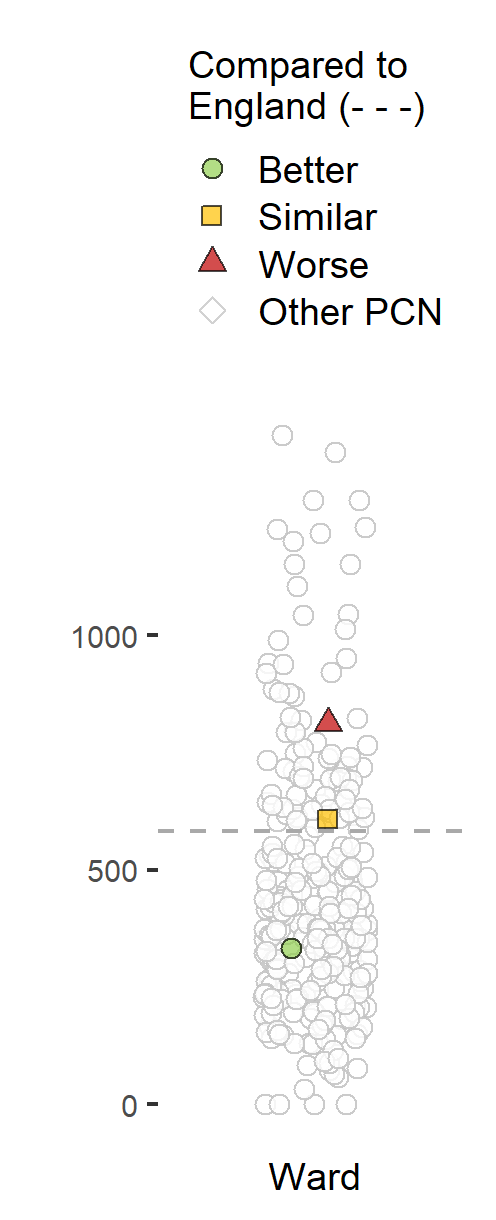 Compared to
England (- - -)
Better
Similar
Worse
Other PCN
1000
500
0
Ward